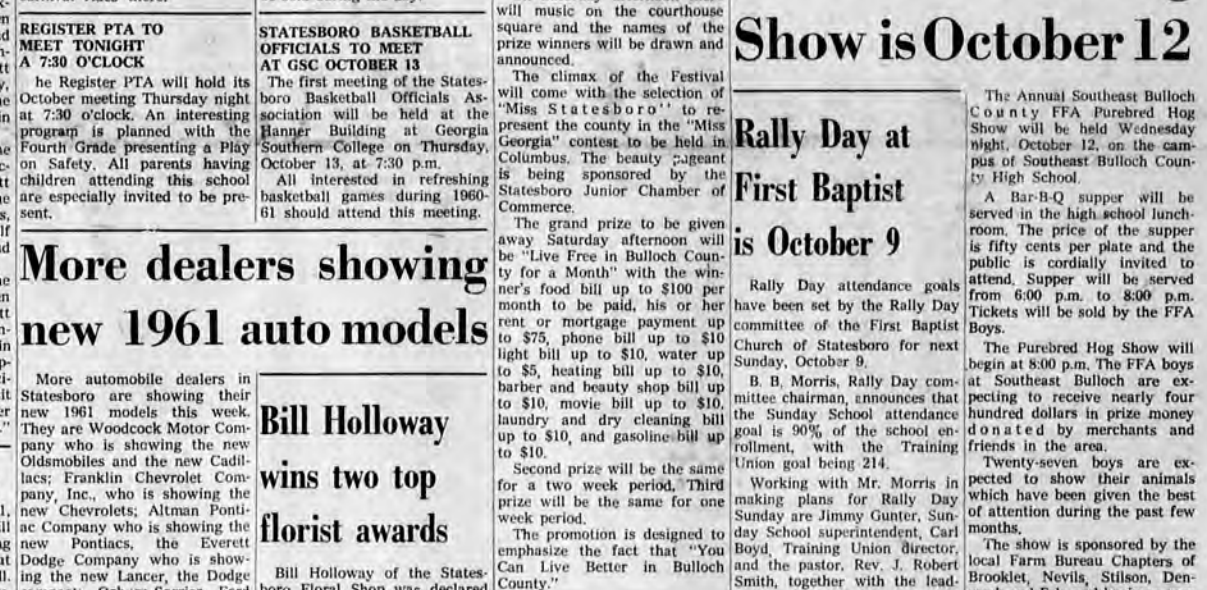 REGISTER PTA TO
MEET TONIGHT
A 7:30 O'CLOCK
he Register PTA will hold its
October meeting Thursday night
at 7:30 o'clock. An interesting
program is planned with the
Fourth Grade presenting a Play
on Safety. All parents having
children attending this school
are especially invited to be pre-
sent.
STATESBORO BASKETBALL
OFFICIALS TO MEET
AT GSC OCTOBER 13
The first meeting of the States-
boro Basketball Officials As-
sociation will be held at the
Hanner Building at Georgia
Southern College on Thursday,
October 13, at 7:30 p.m.
All interested in refreshing
basketball games during 1960-
61 should attend this meeting.
More dealers showing
new 1961 auto models
More automobile dealers in
Statesboro are showing their
new 1961 models this week.
They are Woodcock Motor Com-
pany who is showing the new
Oldsmobiles and the new Cadil-
lacs; Franklin Chevrolet Com-
pany, Inc., who is showing the
new Chevrolets; Altman Ponti-
ac Company who is showing the
new Pontiacs, the Everett
Dodge Company who is show-
ing the new Lancer, the Dodge
Bill Holloway
wins two top
florist awards
Bill Holloway of the States-
boro Floral Shop was declared
will music on the courthouse
square and the names of the
prize winners will be drawn and
announced.
The climax of the Festival
will come with the selection of
"Miss Statesboro" to re-
present the county in the "Miss
Georgia" contest to be held in
Columbus. The beauty pageant
is being sponsored by the
Statesboro Junior Chamber of
Commerce.
The grand prize to be given
away Saturday afternoon will
be "Live Free in Bulloch Coun-
ty for a Month" with the win-
ner's food bill up to $100 per
month to be paid, his or her
rent or mortgage payment up
to $75, phone bill up to $10
light bill up to $10, water up
to $5, heating bill up to $10,
barber and beauty shop bill up
to $10, movie bill up to $10,
laundry and dry cleaning bill
up to $10, and gasoline bill up
to $10.
Second prize will be the same
for a two week period. Third
prize will be the same for one
week period.
The promotion is designed to
emphasize the fact that "You
Can Live Better in Bulloch
County."
Show is October 12
Rally Day at
First Baptist
is October 9
Rally Day attendance goals
have been set by the Rally Day
committee of the First Baptist
Church of Statesboro for next
Sunday, October 9.
B. B. Morris, Rally Day com-
mittee chairman, announces that
the Sunday School attendance
goal is 90% of the school en-
rollment, with the Training
Union goal being 214.
Working with Mr. Morris in
making plans for Rally Day
Sunday are Jimmy Gunter, Sun-
day School superintendent, Carl
Boyd, Training Union director,
and the pastor, Rev. J. Robert
Smith, together with the lead-
The Annual Southeast Bulloch
County FFA Purebred Hog
Show will be held Wednesday
night, October 12, on the cam-
pus of Southeast Bulloch Coun-
ty High School.
A Bar-B-Q supper will be
served in the high school lunch-
room. The price of the supper
is fifty cents per plate and the
public is cordially invited to
attend. Supper will be served
from 6:00 p.m. to 8:00 p.m.
Tickets will be sold by the FFA
Boys.
The Purebred Hog Show will
begin at 8:00 p.m. The FFA boys
at Southeast Bulloch are ex-
pecting to receive nearly four
hundred dollars in prize money
donated by merchants and
friends in the area.
Twenty-seven boys are ex-
pected to show their animals
which have been given the best
of attention during the past few
months.
The show is sponsored by the
local Farm Bureau Chapters of
Brooklet, Nevils, Stilson, Den-